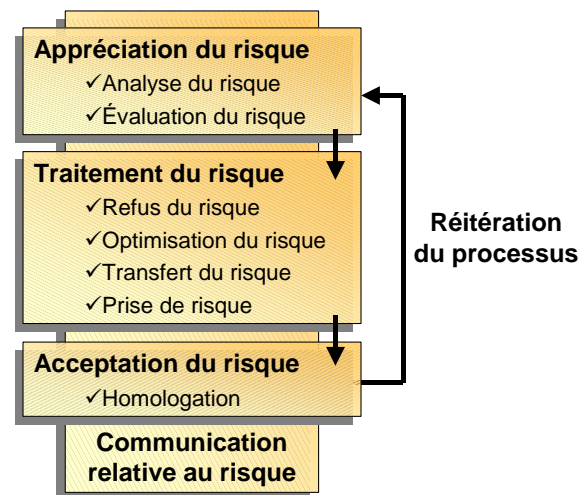 Appréciation du risque
✓Analyse du risque
✓Évaluation du risque
Traitement du risque
✓Refus du risque
✓Optimisation du risque
✓Transfert du risque
✓Prise de risque
Réitération
du processus
Acceptation du risque
✓Homologation
Communication
relative au risque